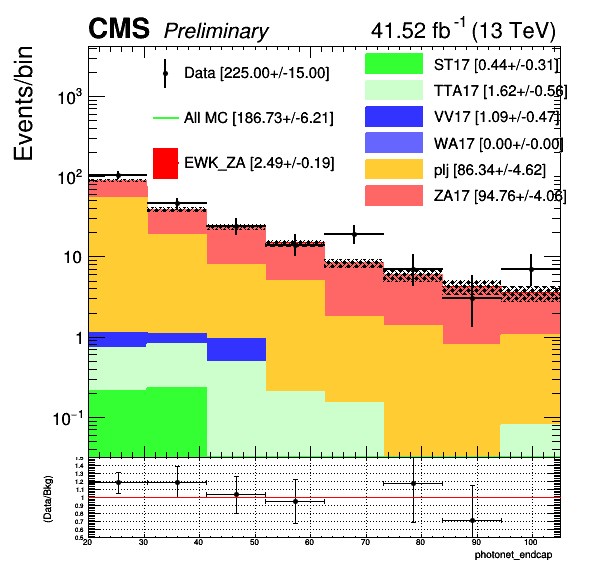 CMS Preliminary 41.52 fb⁻¹ (13 TeV)
Events/bin
Data [225.00+/-15.00]
All MC [186.73+/-6.21]
EWK_ZA [2.49+/-0.19]
ST17 [0.44+/-0.31]
TTA17 [1.62+/-0.56]
VV17 [1.09+/-0.47]
WA17 [0.00+/-0.00]
plj [86.34+/-4.62]
ZA17 [94.76+/-4.06]
10³
10²
10
1
10⁻¹
(Data/Bkg)
1.5
1.4
1.3
1.2
1.1
1
0.9
0.8
0.7
0.6
0.5
20 30 40 50 60 70 80 90 100
photonet_endcap